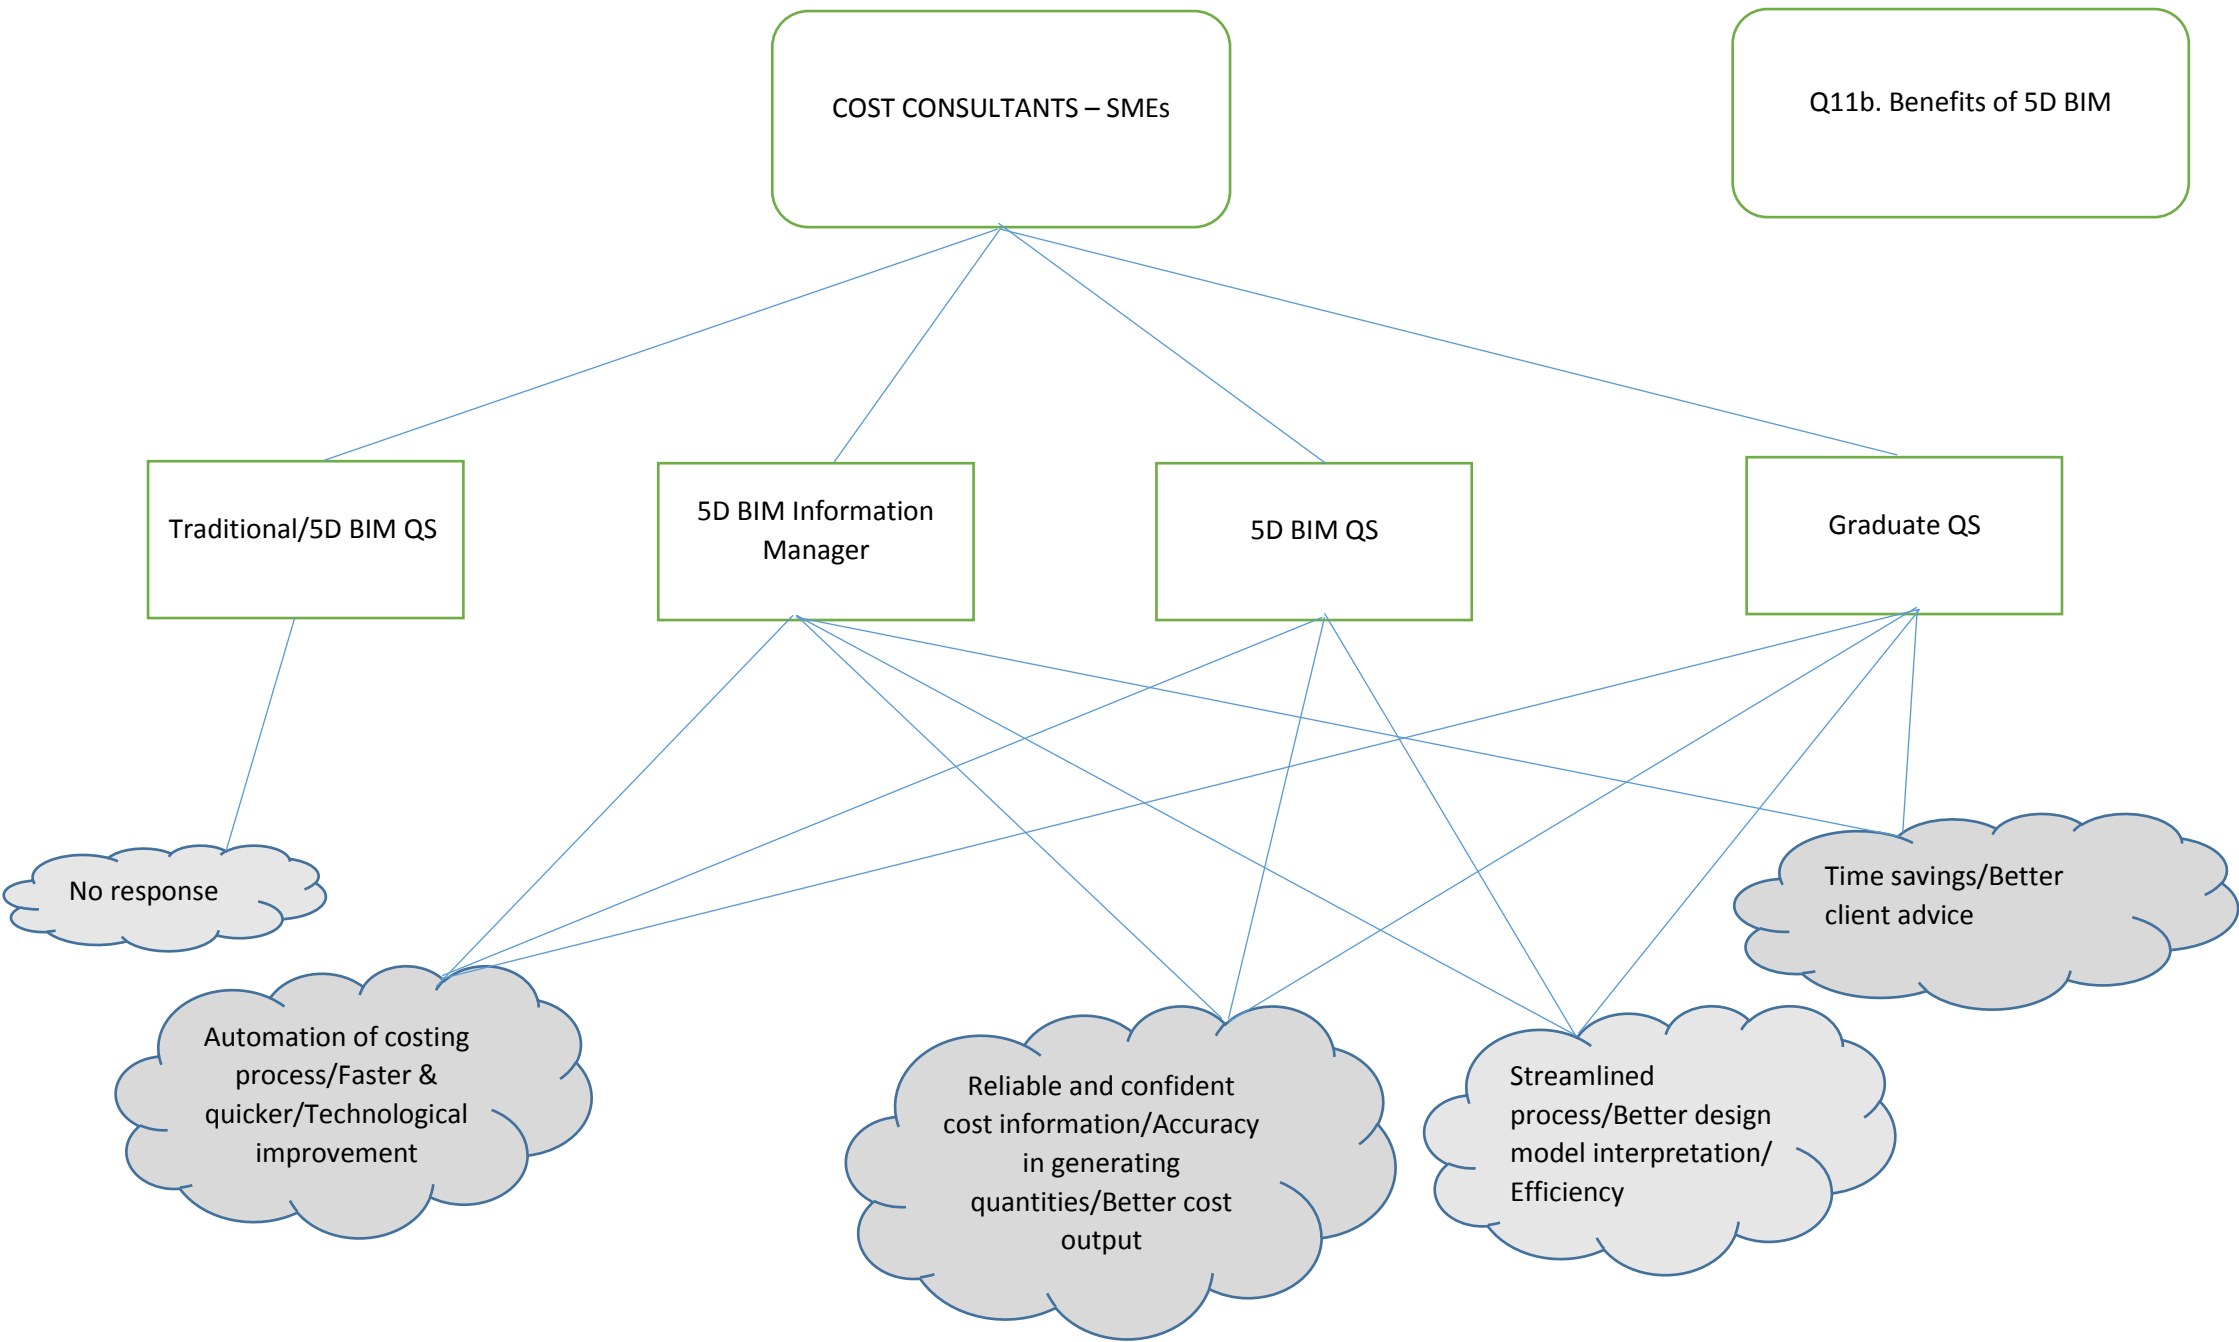 COST CONSULTANTS – SMEs
Q11b. Benefits of 5D BIM
Traditional/5D BIM QS
5D BIM Information
Manager
5D BIM QS
Graduate QS
No response
Time savings/Better
client advice
Automation of costing
process/Faster &
quicker/Technological
improvement
Reliable and confident
cost information/Accuracy
in generating
quantities/Better cost
output
Streamlined
process/Better design
model interpretation/
Efficiency